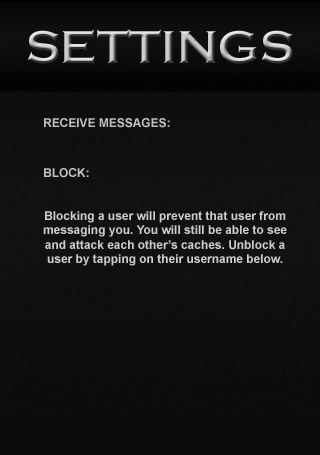 SETTINGS
RECEIVE MESSAGES:
BLOCK:
Blocking a user will prevent that user from
messaging you. You will still be able to see
and attack each other’s caches. Unblock a
user by tapping on their username below.